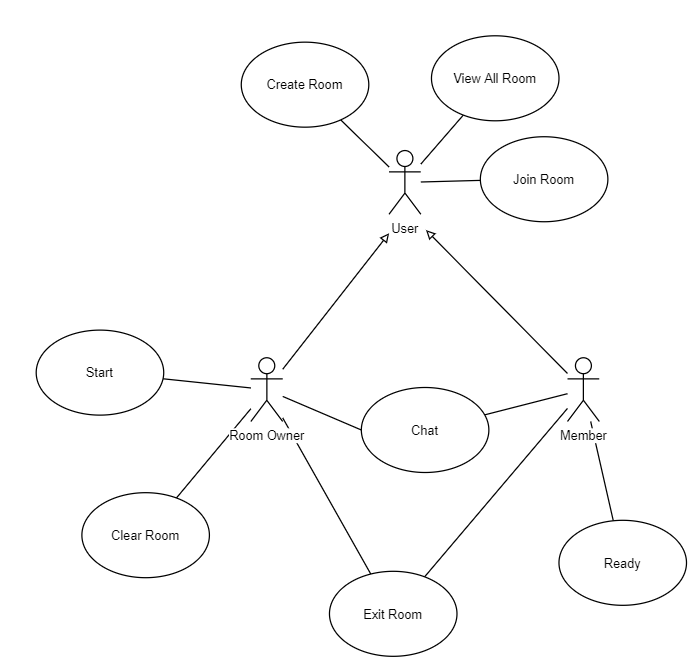 Create Room
View All Room
Join Room
User
Start
Room Owner
Chat
Member
Clear Room
Ready
Exit Room